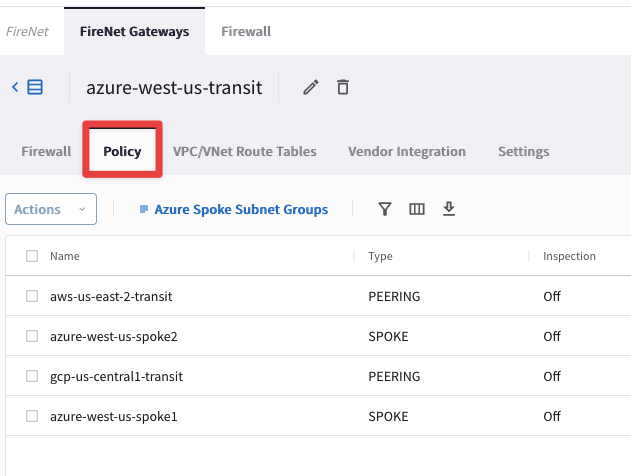 FireNet FireNet Gateways Firewall
azure-west-us-transit
Firewall Policy VPC/VNet Route Tables Vendor Integration Settings
Actions Azure Spoke Subnet Groups
Name Type Inspection
aws-us-east-2-transit PEERING Off
azure-west-us-spoke2 SPOKE Off
gcp-us-central1-transit PEERING Off
azure-west-us-spoke1 SPOKE Off